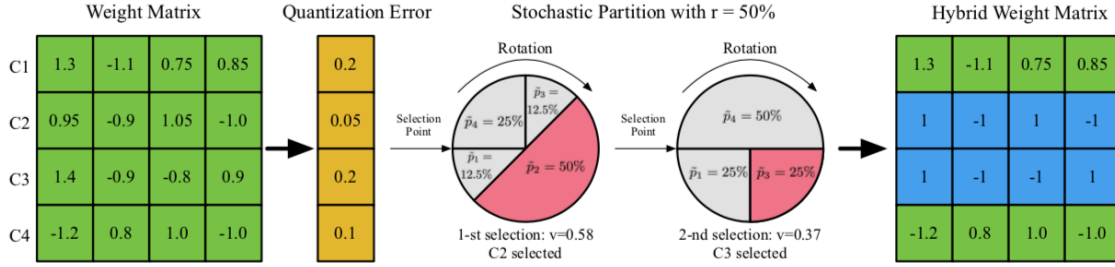 Weight Matrix
Quantization Error
Stochastic Partition with r = 50%
Hybrid Weight Matrix
C1
1.3 -1.1 0.75 0.85
C2
0.95 -0.9 1.05 -1.0
C3
1.4 -0.9 -0.8 0.9
C4
-1.2 0.8 1.0 -1.0
0.2
0.05
0.2
0.1
Selection
Point
Rotation
p̃₃ =
12.5%
p̃₄ = 25%
p̃₁ =
12.5%
p̃₂ = 50%
1-st selection: v=0.58
C2 selected
Selection
Point
Rotation
p̃₄ = 50%
p̃₁ = 25%
p̃₃ = 25%
2-nd selection: v=0.37
C3 selected
1.3 -1.1 0.75 0.85
1 -1 1 -1
1 -1 -1 1
-1.2 0.8 1.0 -1.0